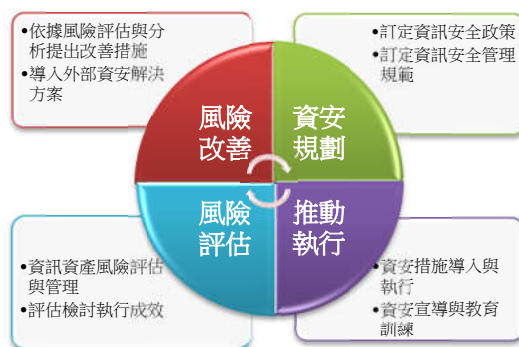 •依據風險評估與分
析提出改善措施
•導入外部資安解決
方案
•訂定資訊安全政策
•訂定資訊安全管理
規範
風險
改善
資安
規劃
風險
評估
推動
執行
•資訊資產風險評估
與管理
•評估檢討執行成效
•資安措施導入與
執行
•資安宣導與教育
訓練